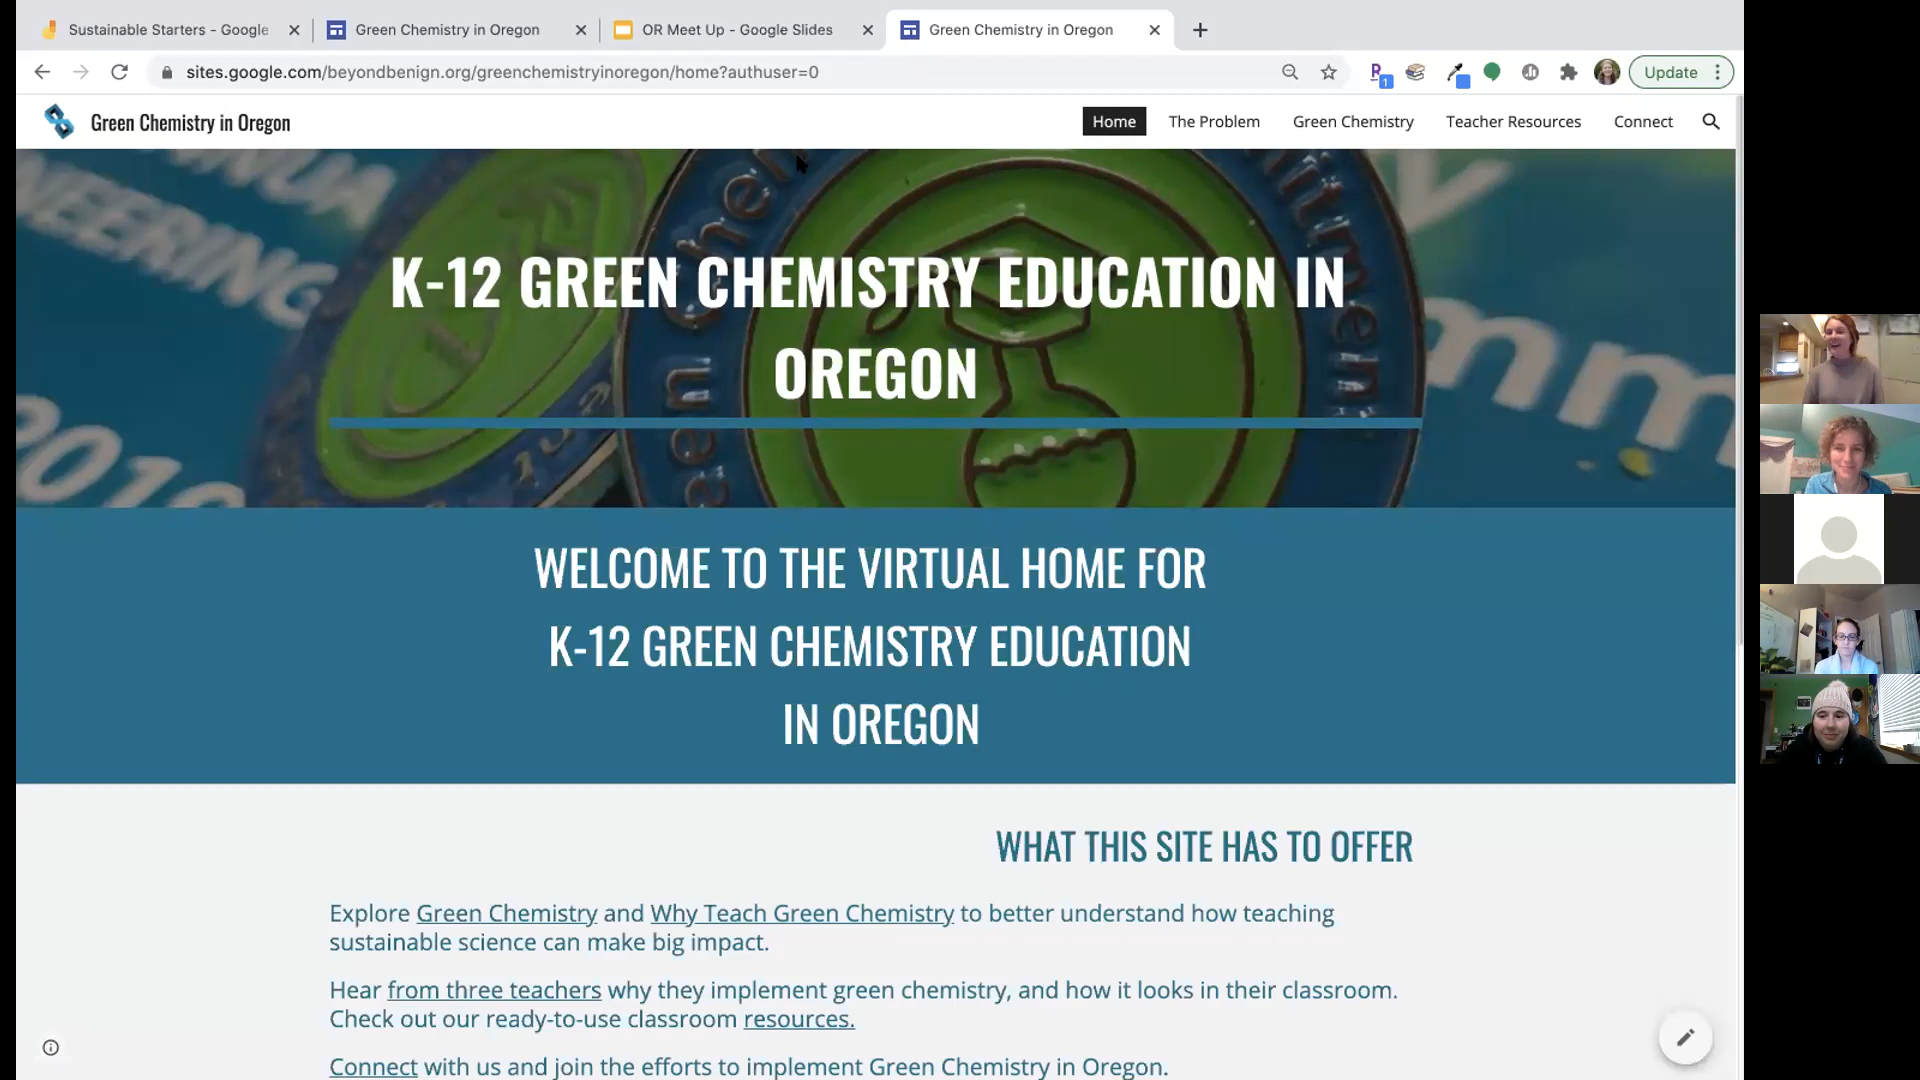 Sustainable Starters - Google
Green Chemistry in Oregon
OR Meet Up - Google Slides
Green Chemistry in Oregon
sites.google.com/beyondbenign.org/greenchemistryinoregon/home?authuser=0
1
Update
Green Chemistry in Oregon
Home
The Problem
Green Chemistry
Teacher Resources
Connect
K-12 GREEN CHEMISTRY EDUCATION IN
OREGON
WELCOME TO THE VIRTUAL HOME FOR
K-12 GREEN CHEMISTRY EDUCATION
IN OREGON
WHAT THIS SITE HAS TO OFFER
Explore Green Chemistry and Why Teach Green Chemistry to better understand how teaching
sustainable science can make big impact.
Hear from three teachers why they implement green chemistry, and how it looks in their classroom.
Check out our ready-to-use classroom resources.
Connect with us and join the efforts to implement Green Chemistry in Oregon.